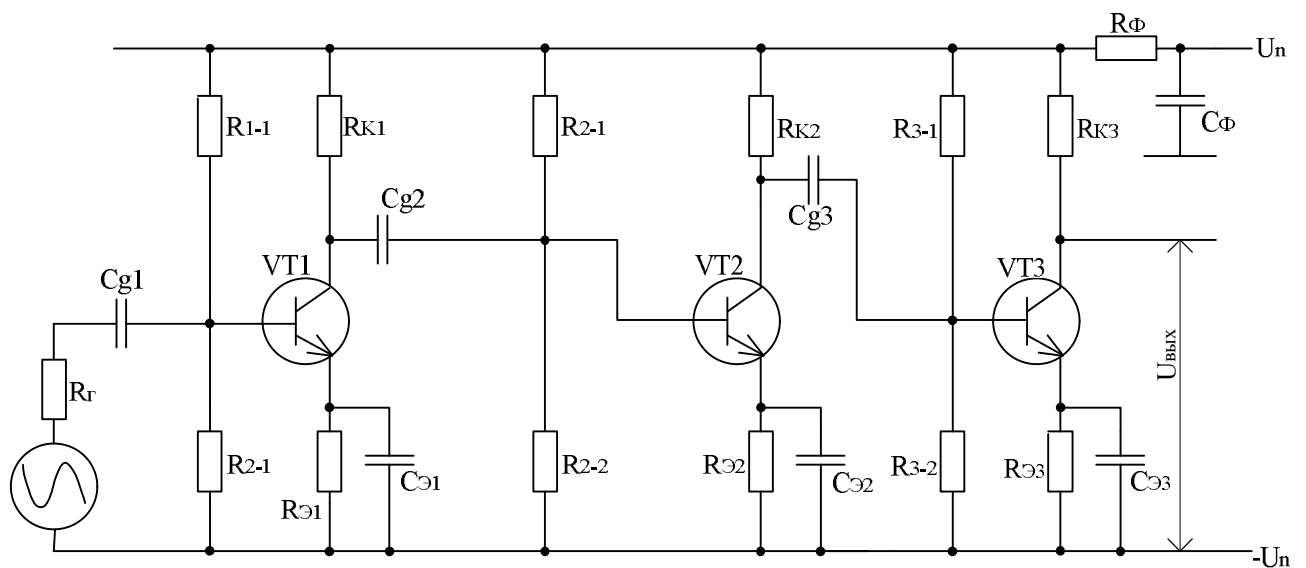 RФ
Uп
R1-1
RК1
R2-1
RК2
R3-1
RК3
CФ
Cg2
Cg3
Cg1
VT1
VT2
VT3
Uвых
Rг
R2-1
RЭ1
CЭ1
R2-2
RЭ2
CЭ2
R3-2
RЭ3
CЭ3
-Uп